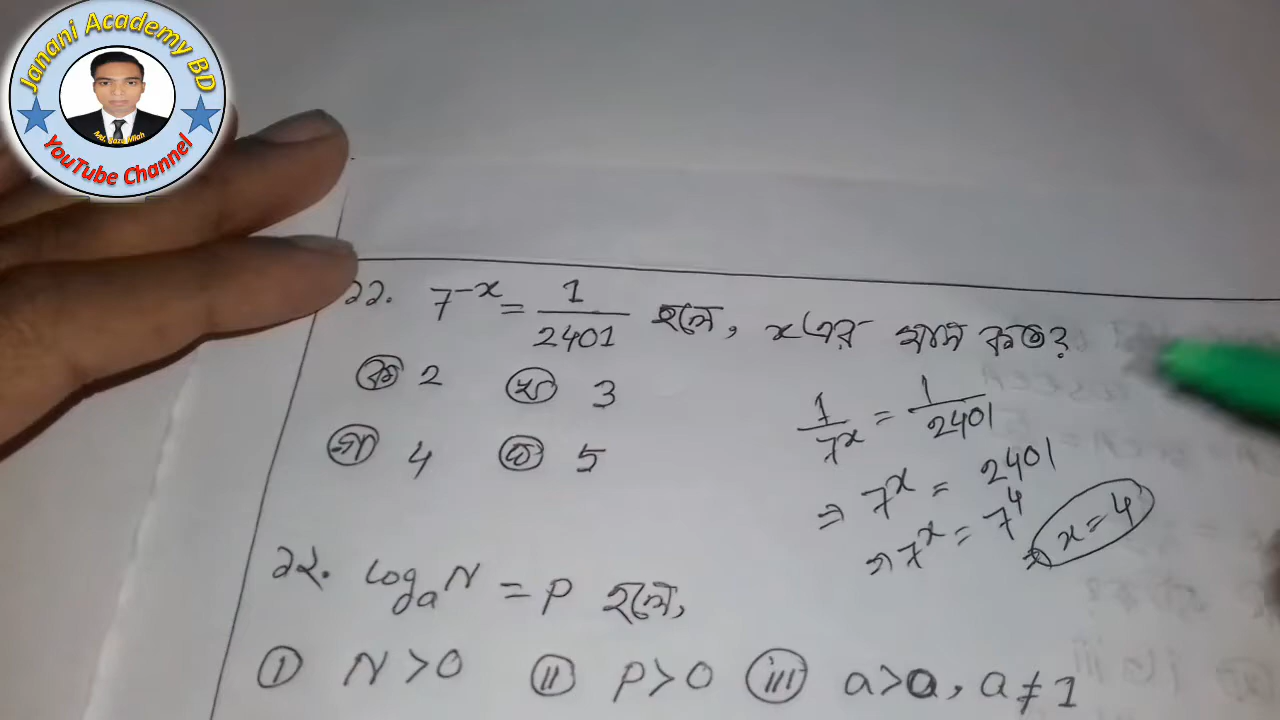 Janani Academy BD
YouTube Channel
২১. 7^-x = 1/2401 হলে, x এর মান কত?
ক 2 খ 3
গ 4 ঘ 5
1/7^x = 1/2401
⇒ 7^x = 2401
⇒ 7^x = 7^4
⇒ x = 4
২২. log_a N = P হলে,
i N > 0 ii P > 0 iii a > 0, a ≠ 1